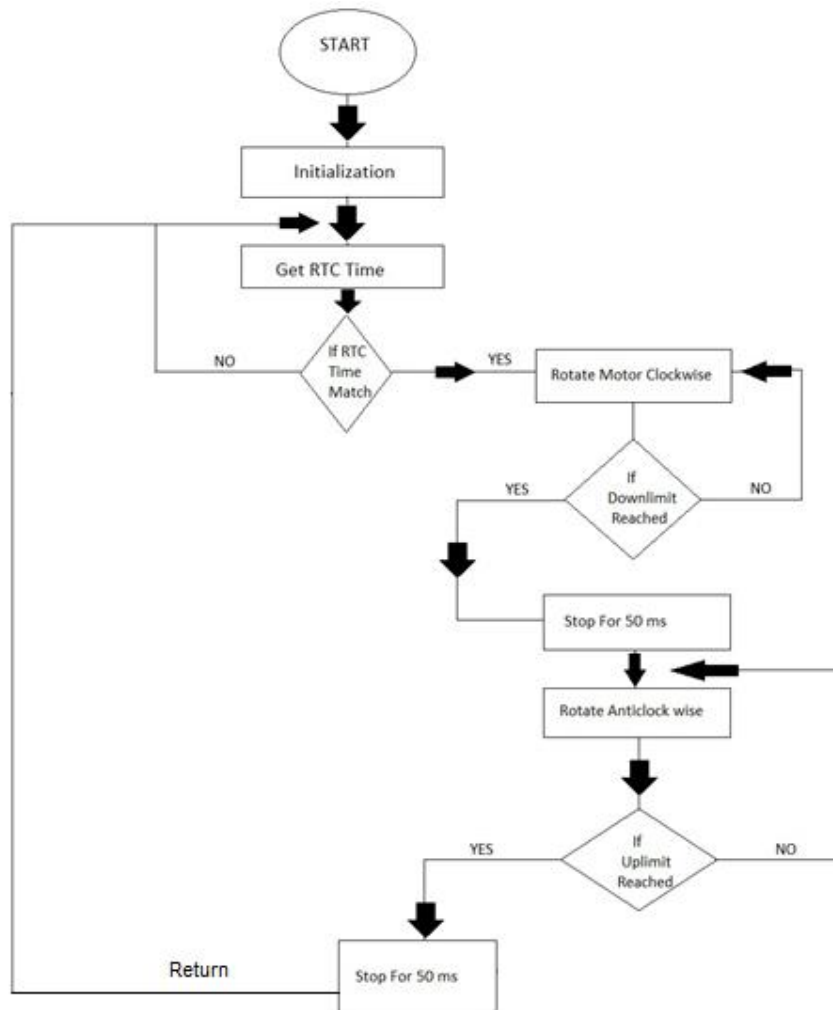 START
Initialization
Get RTC Time
If RTC
Time
Match
NO
YES
Rotate Motor Clockwise
If
Downlimit
Reached
YES
NO
Stop For 50 ms
Rotate Anticlock wise
If
Uplimit
Reached
YES
NO
Stop For 50 ms
Return